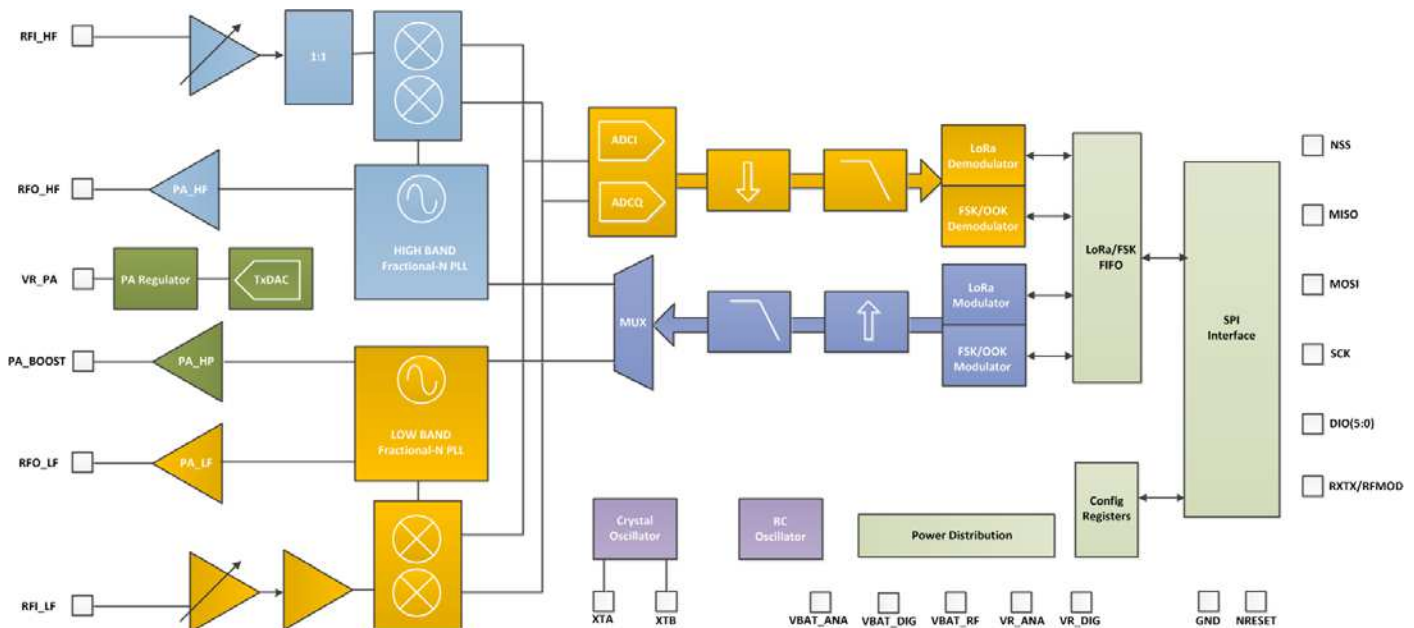 RFI_HF
1:1
ADCI
ADCQ
LoRa
Demodulator
FSK/OOK
Demodulator
NSS
RFO_HF
PA_HF
HIGH BAND
Fractional-N PLL
MISO
LoRa/FSK
FIFO
VR_PA
PA Regulator
TxDAC
MUX
LoRa
Modulator
FSK/OOK
Modulator
MOSI
SPI
Interface
PA_BOOST
PA_HP
SCK
LOW BAND
Fractional-N PLL
DIO(5:0)
RFO_LF
PA_LF
RXTX/RFMOD
Crystal
Oscillator
RC
Oscillator
Power Distribution
Config
Registers
RFI_LF
XTA
XTB
VBAT_ANA
VBAT_DIG
VBAT_RF
VR_ANA
VR_DIG
GND
NRESET